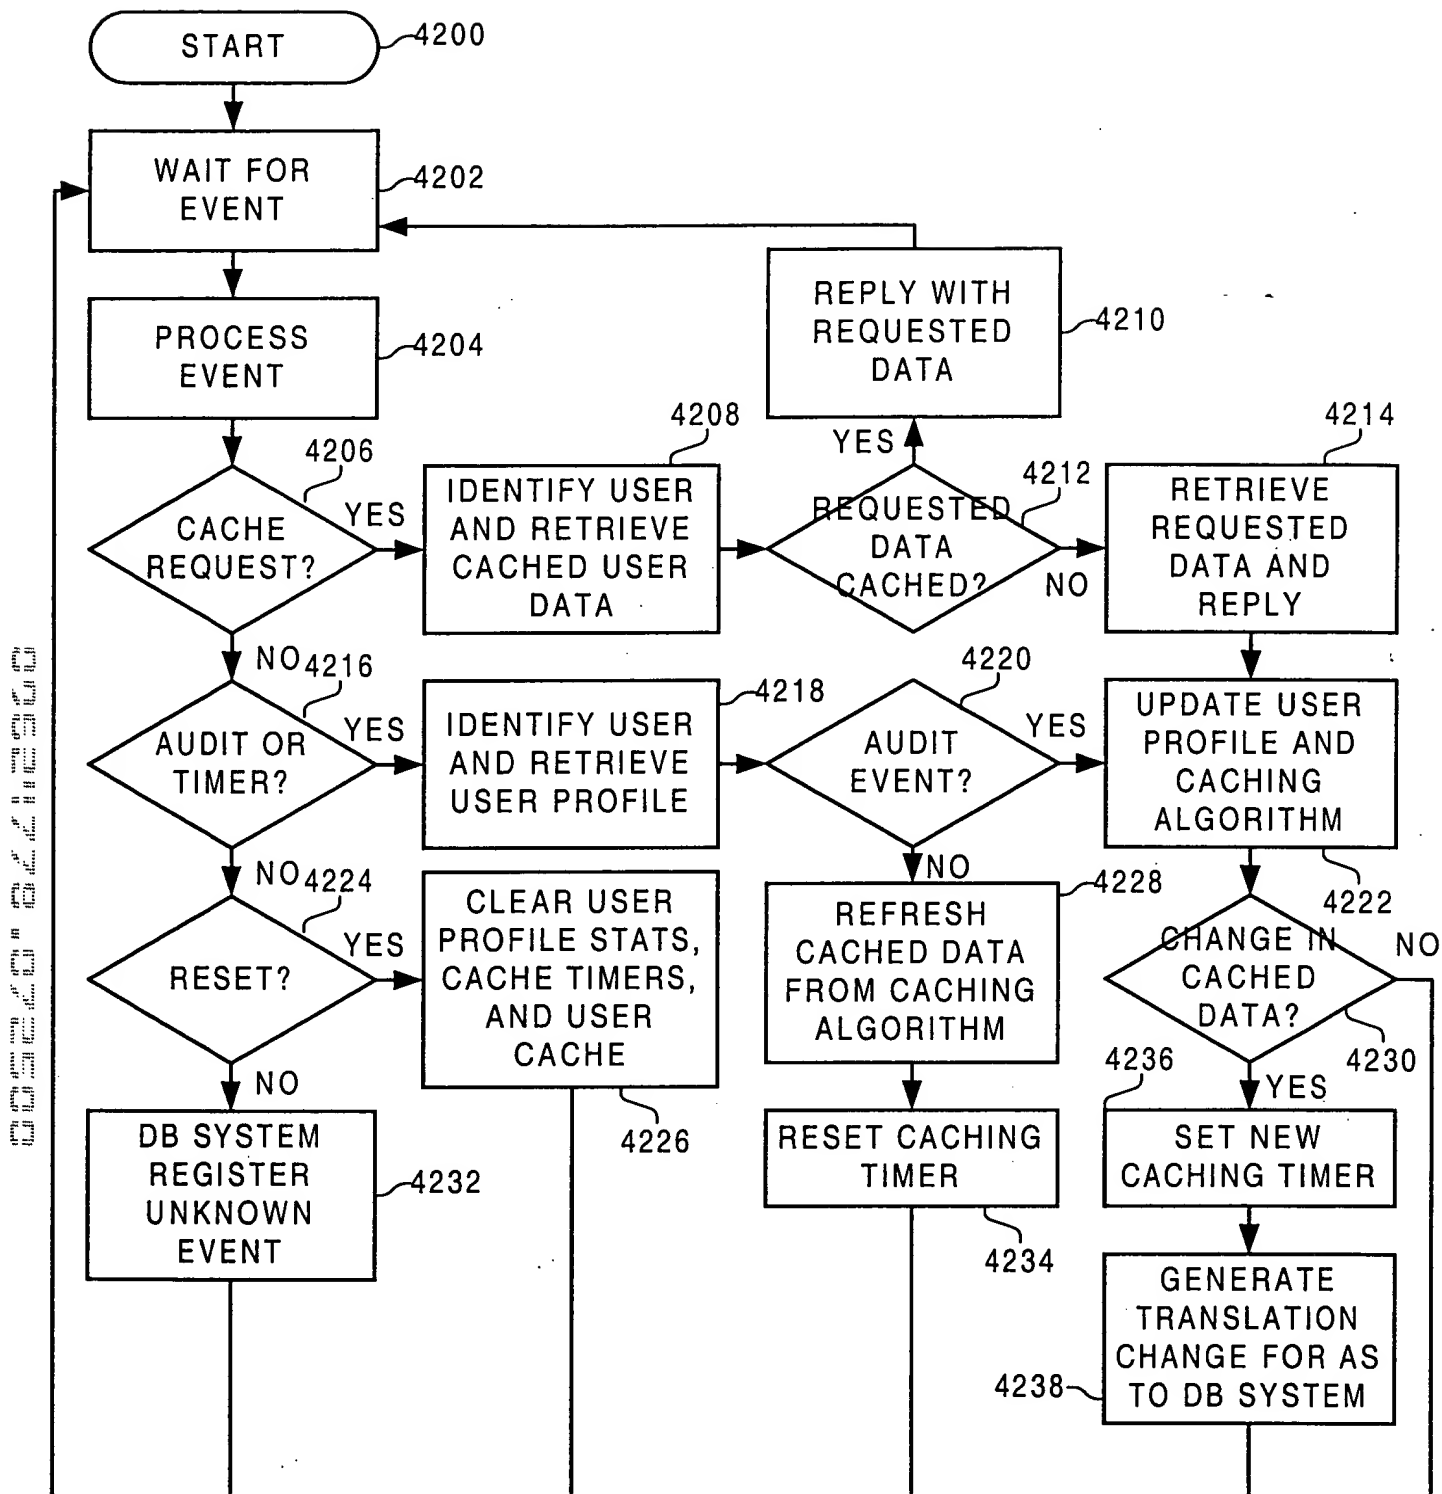 START
4200
WAIT FOR
EVENT
4202
PROCESS
EVENT
4204
REPLY WITH
REQUESTED
DATA
4210
4206
CACHE
REQUEST?
YES
4208
IDENTIFY USER
AND RETRIEVE
CACHED USER
DATA
YES
4212
REQUESTED
DATA
CACHED?
NO
4214
RETRIEVE
REQUESTED
DATA AND
REPLY
NO
4216
AUDIT OR
TIMER?
YES
4218
IDENTIFY USER
AND RETRIEVE
USER PROFILE
4220
AUDIT
EVENT?
YES
UPDATE USER
PROFILE AND
CACHING
ALGORITHM
4222
NO
4224
RESET?
YES
CLEAR USER
PROFILE STATS,
CACHE TIMERS,
AND USER
CACHE
4226
NO
4228
REFRESH
CACHED DATA
FROM CACHING
ALGORITHM
CHANGE IN
CACHED
DATA?
NO
4230
NO
DB SYSTEM
REGISTER
UNKNOWN
EVENT
4232
RESET CACHING
TIMER
4234
4236
YES
SET NEW
CACHING TIMER
GENERATE
TRANSLATION
CHANGE FOR AS
TO DB SYSTEM
4238